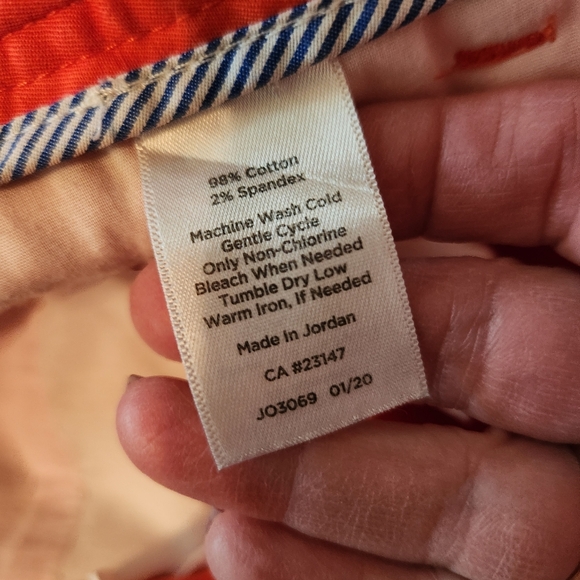 98% Cotton
2% Spandex
Machine Wash Cold
Gentle Cycle
Only Non-Chlorine
Bleach When Needed
Tumble Dry Low
Warm Iron, If Needed
Made In Jordan
CA #23147
JO3069 01/20